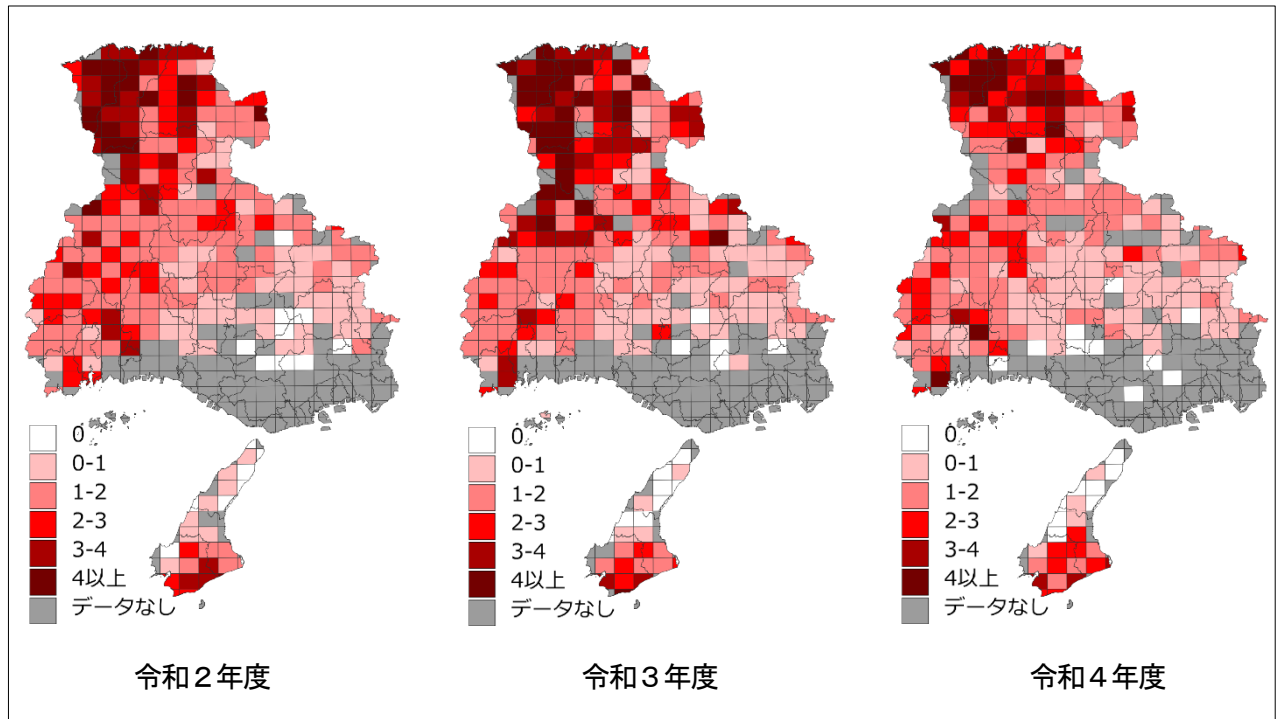 0
0-1
1-2
2-3
3-4
4以上
データなし
令和２年度
0
0-1
1-2
2-3
3-4
4以上
データなし
令和３年度
0
0-1
1-2
2-3
3-4
4以上
データなし
令和４年度